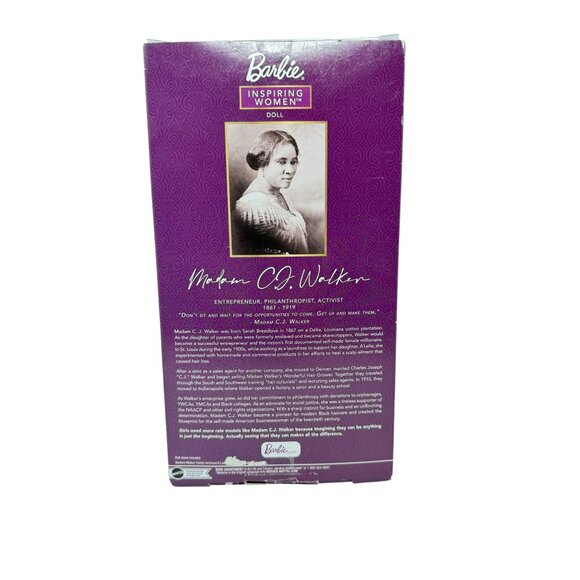 Barbie®
INSPIRING
WOMEN™
DOLL
Madam C.J. Walker
ENTREPRENEUR, PHILANTHROPIST, ACTIVIST
1867 - 1919
"DON'T SIT AND WAIT FOR THE OPPORTUNITIES TO COME. GET UP AND MAKE THEM."
- MADAM C.J. WALKER
Madam C. J. Walker was born Sarah Breedlove in 1867 on a Delta, Louisiana cotton plantation.
As the daughter of parents who were formerly enslaved and became sharecroppers, Walker would
become a successful entrepreneur and the nation's first documented self-made female millionaire.
In St. Louis during the early 1900s, while working as a laundress to support her daughter, A'Lelia, she
experimented with homemade and commercial products in her efforts to heal a scalp ailment that
caused hair loss.
After a stint as a sales agent for another company, she moved to Denver, married Charles Joseph
"C.J." Walker and began selling Madam Walker's Wonderful Hair Grower. Together they traveled
through the South and Southwest training "hair culturists" and recruiting sales agents. In 1910, they
moved to Indianapolis where Walker opened a factory, a salon and a beauty school.
As Walker's enterprise grew, so did her commitment to philanthropy with donations to orphanages,
YWCAs, YMCAs and Black colleges. As an advocate for social justice, she was a tireless supporter of
the NAACP and other civil rights organizations. With a sharp instinct for business and an unflinching
determination, Madam C.J. Walker became a pioneer for modern Black haircare and created the
blueprint for the self-made American businesswoman of the twentieth century.
Girls need more role models like Madam C.J. Walker because imagining they can be anything
is just the beginning. Actually seeing that they can makes all the difference.
Barbie
MATTEL